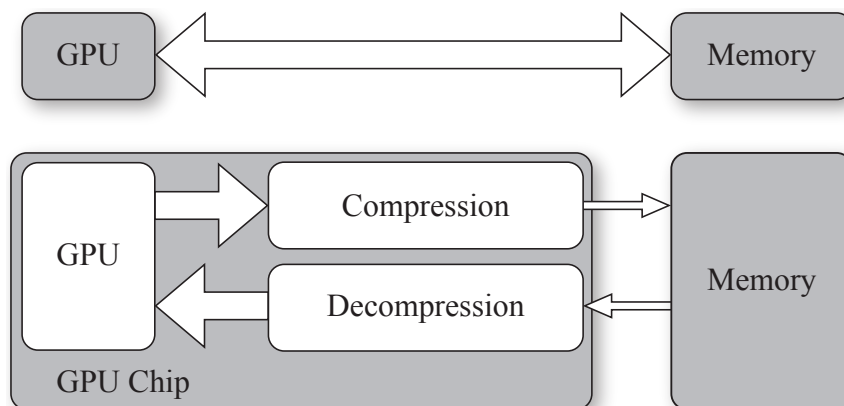 GPU
Memory
Compression
GPU
Memory
Decompression
GPU Chip